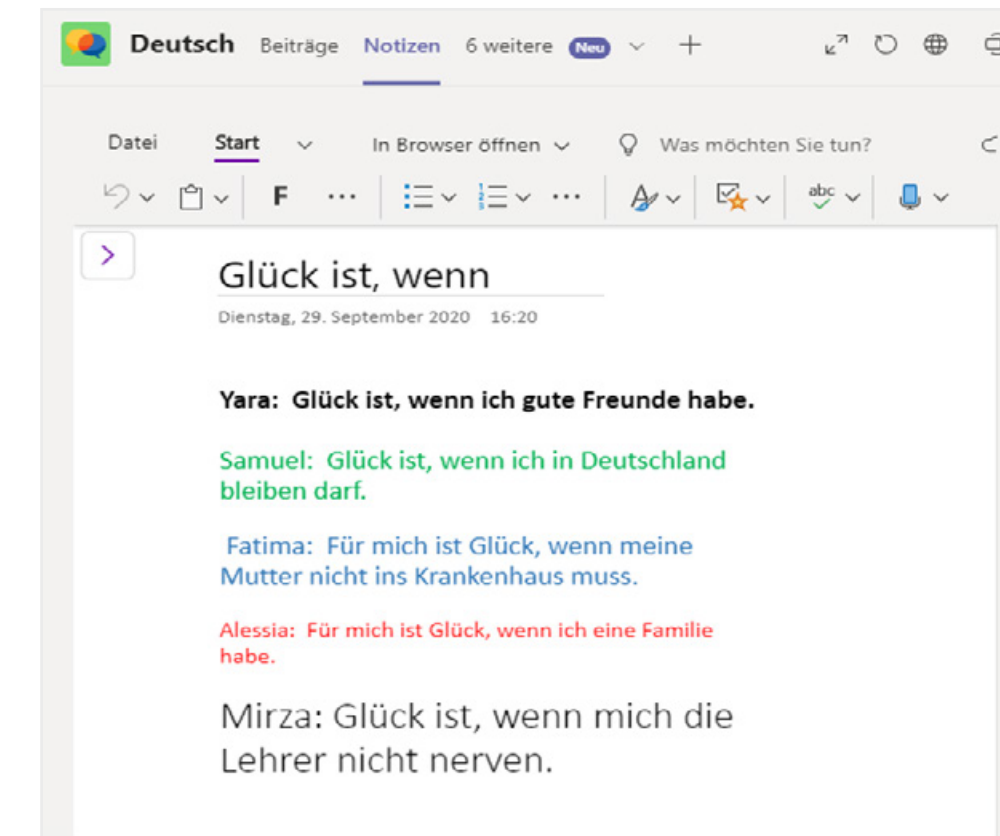 Deutsch Beiträge Notizen 6 weitere Neu
Datei Start In Browser öffnen Was möchten Sie tun?
F abc
Glück ist, wenn
Dienstag, 29. September 2020 16:20
Yara: Glück ist, wenn ich gute Freunde habe.
Samuel: Glück ist, wenn ich in Deutschland
bleiben darf.
Fatima: Für mich ist Glück, wenn meine
Mutter nicht ins Krankenhaus muss.
Alessia: Für mich ist Glück, wenn ich eine Familie
habe.
Mirza: Glück ist, wenn mich die
Lehrer nicht nerven.